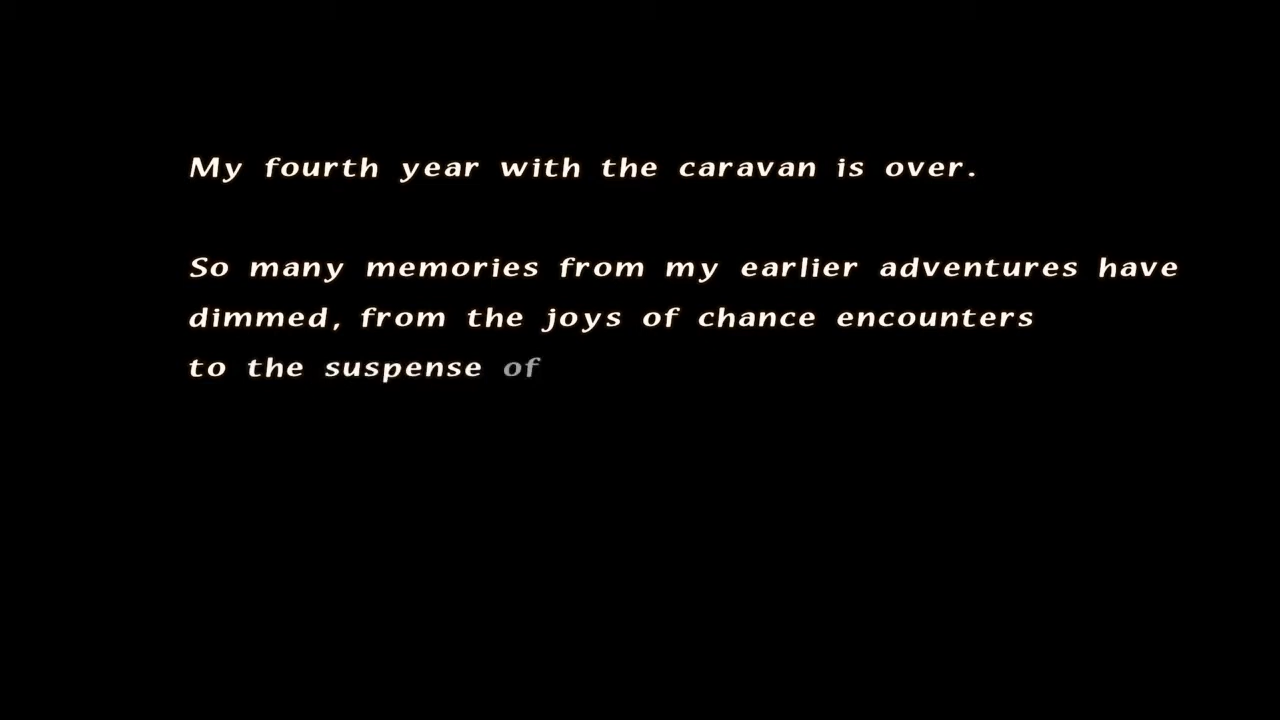 My fourth year with the caravan is over.
So many memories from my earlier adventures have
dimmed, from the joys of chance encounters
to the suspense of